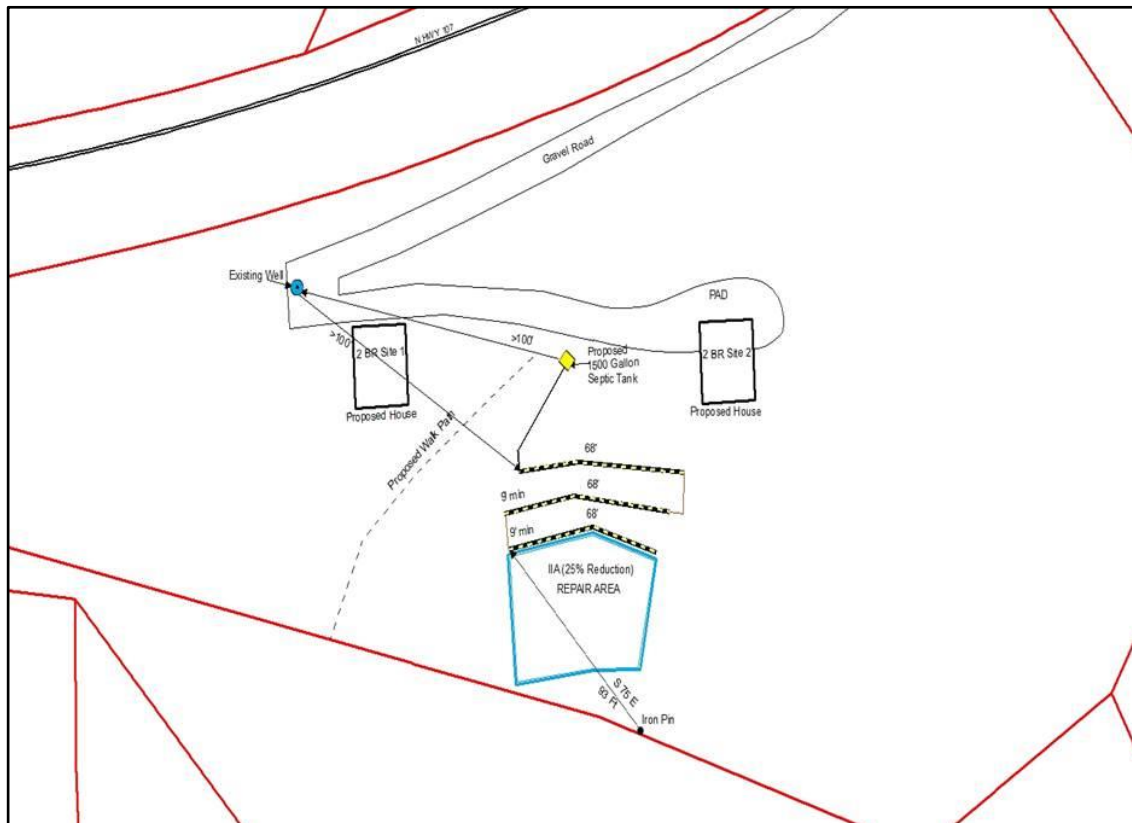 N HWY 107
Gravel Road
Existing Well
PAD
>100'
>100'
2 BR Site 1
Proposed
1500 Gallon
Septic Tank
2 BR Site 2
Proposed House
Proposed House
Proposed Walk Path
68'
9' min
68'
9' min
68'
IIA (25% Reduction)
REPAIR AREA
S 75 E
93 Ft
Iron Pin